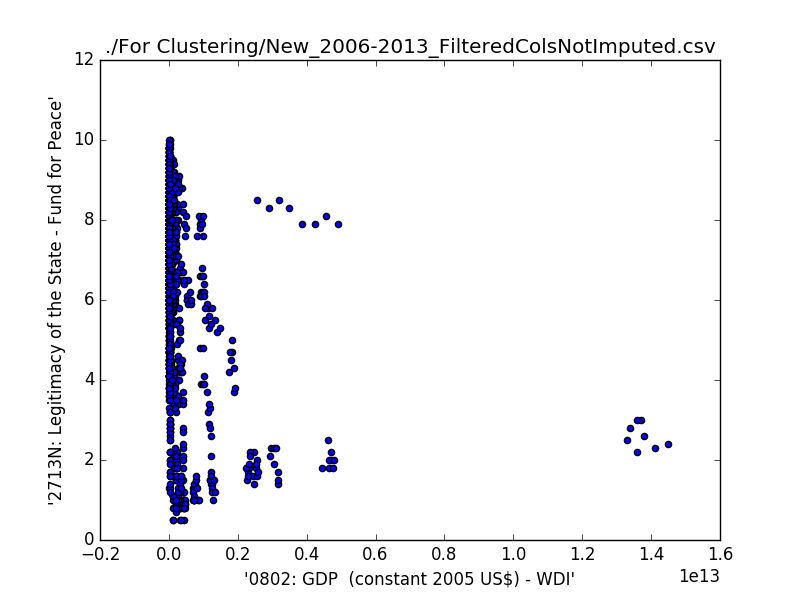 ./For Clustering/New_2006-2013_FilteredColsNotImputed.csv
12
10
8
6
4
2
0
'2713N: Legitimacy of the State - Fund for Peace'
−0.2 0.0 0.2 0.4 0.6 0.8 1.0 1.2 1.4 1.6
1e13
'0802: GDP  (constant 2005 US$) - WDI'